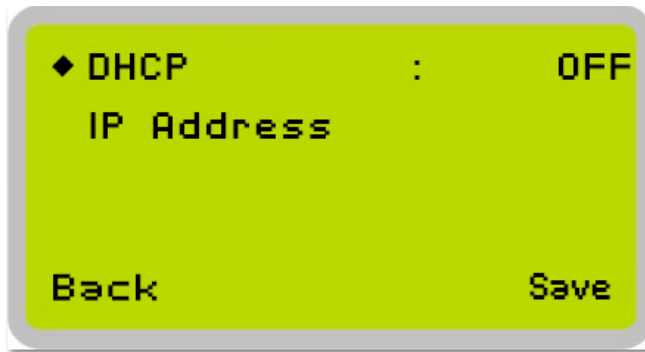 ◆ DHCP : OFF
IP Address
Back Save